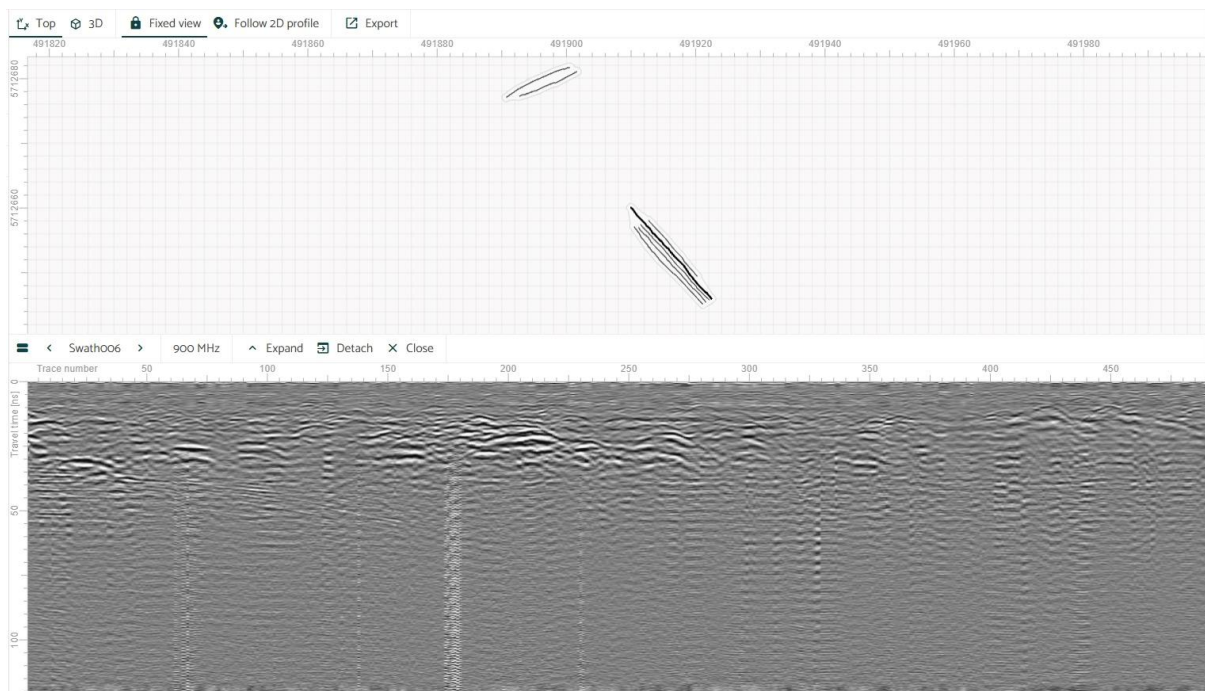 Top 3D Fixed view Follow 2D profile Export
491820 491840 491860 491880 491900 491920 491940 491960 491980
5712680
5712660
Swath006 900 MHz Expand Detach Close
Trace number 50 100 150 200 250 300 350 400 450
Travel time [ns]
0
50
100